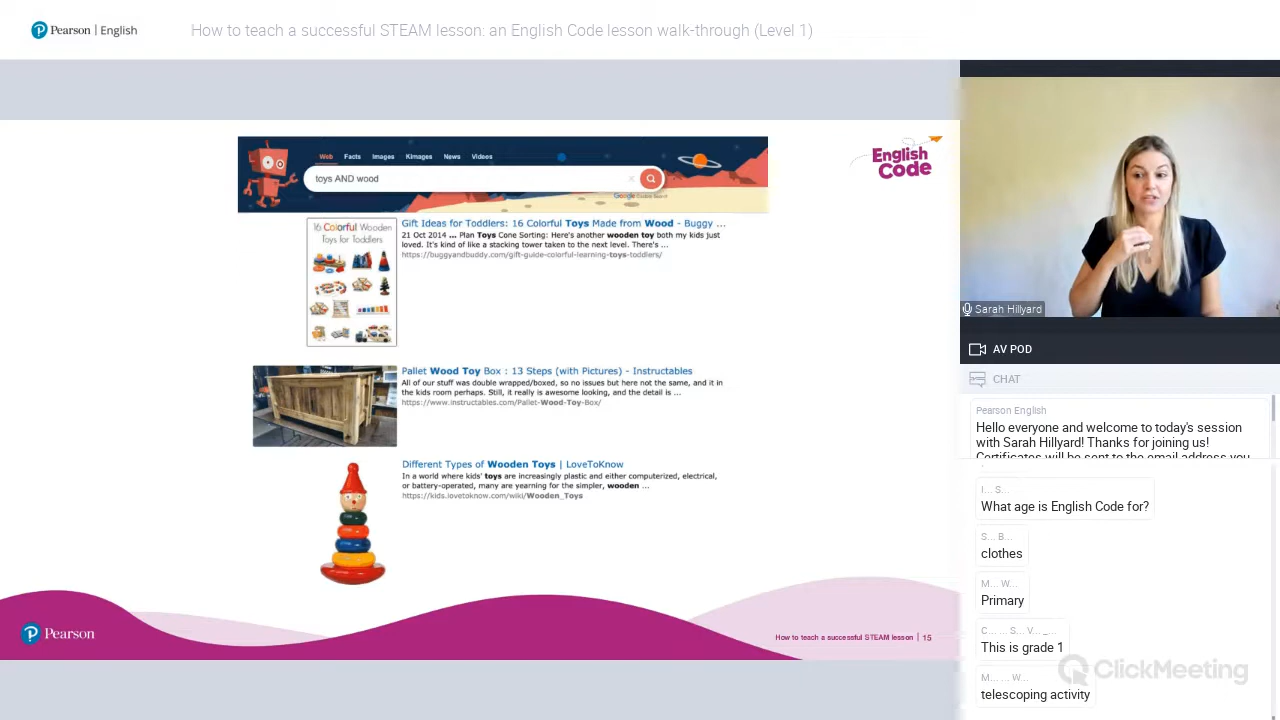 Pearson | English
How to teach a successful STEAM lesson: an English Code lesson walk-through (Level 1)
Web Facts Images Kimages News Videos
toys AND wood
Google
English
Code
16 Colorful Wooden
Toys for Toddlers
Gift Ideas for Toddlers: 16 Colorful Toys Made from Wood - Buggy ...
21 Oct 2014 ... Plan Toys Cone Sorting: Here's another wooden toy both my kids just
loved. It's kind of like a stacking tower taken to the next level. There's ...
https://buggyandbuddy.com/gift-guide-colorful-learning-toys-toddlers/
Pallet Wood Toy Box : 13 Steps (with Pictures) - Instructables
All of our stuff was double wrapped/boxed, so no issues but here not the same, and it in
the kids room perhaps. Still, it really is awesome looking, and the detail is ...
https://www.instructables.com/Pallet-Wood-Toy-Box/
Different Types of Wooden Toys | LoveToKnow
In a world where kids' toys are increasingly plastic and either computerized, electrical,
or battery-operated, many are yearning for the simpler, wooden ...
https://kids.lovetoknow.com/wiki/Wooden_Toys
Pearson
How to teach a successful STEAM lesson | 15
Sarah Hillyard
AV POD
CHAT
Pearson English
Hello everyone and welcome to today's session
with Sarah Hillyard! Thanks for joining us!
Certificates will be sent to the email address you
I... S...
What age is English Code for?
S... B...
clothes
M... W...
Primary
C... ... S... V... _...
This is grade 1
M... ... W...
telescoping activity
ClickMeeting